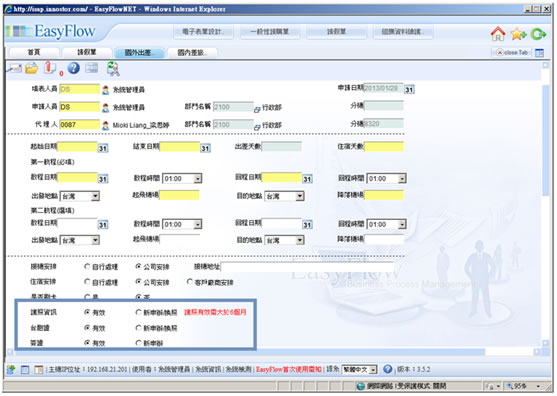 http://isup.innostor.com/ - EasyFlowNET - Windows Internet Explorer
EasyFlow
電子表單設計.. 一般性請購單 請假單 組織資料維護..
首頁 請假單 國外出差.. 國內差旅.. close Tab
0
填表人員 DS 系統管理員 申請日期 2013/01/28 31
申請人員 DS 系統管理員 部門名稱 2100 行政部 分機
代理人 0087 Mioki Liang_梁思婷 部門名稱 2100 行政部 分機 8320
起始日期 31 結束日期 31 出差天數 住宿天數
第一航程(必填)
啟程日期 31 啟程時間 01:00 回程日期 31 回程時間 01:00
出發地點 台灣 起飛機場 目的地點 台灣 降落機場
第二航程(選填)
啟程日期 31 啟程時間 01:00 回程日期 31 回程時間 01:00
出發地點 台灣 起飛機場 目的地點 台灣 降落機場
接機安排 自行處理 公司安排 接機地址
住宿安排 自行處理 公司安排 客戶廠商安排
是否刷卡 是 否
護照資訊 有效 新申辦/換照 護照有效需大於6個月
台胞證 有效 新申辦/換照
簽證 有效 新申辦
EasyFlow
Business Process Management
主機IP位址:192.168.21.201 | 使用者:系統管理員 | 系統資訊 | 系統檢測 | EasyFlow首次使用需知 | 語系 繁體中文 版本:3.5.2
網際網路 | 受保護模式: 關閉 95%